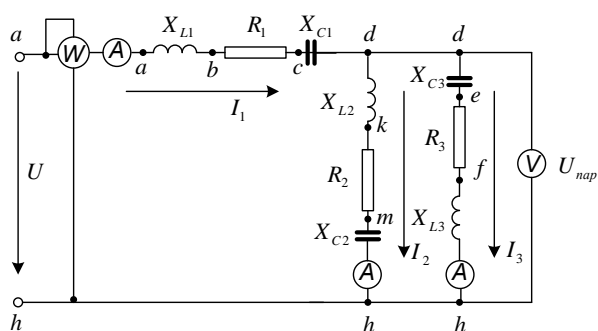 X_{L1} R_1 X_{C1}
a W A a b c d d
I_1
X_{L2} X_{C3} e
k R_3
U R_2 f V U_{nap}
m X_{L3}
X_{C2} I_2 I_3
A A
h h h